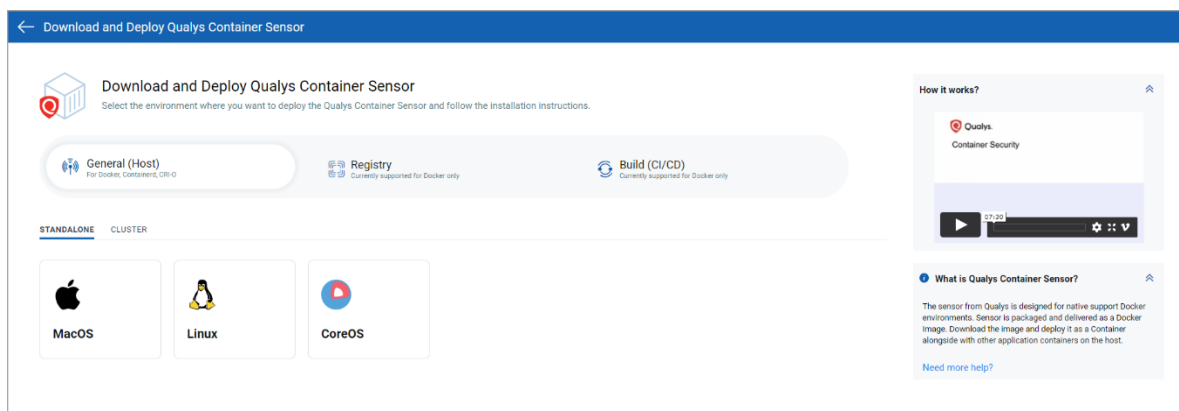 Download and Deploy Qualys Container Sensor
Download and Deploy Qualys Container Sensor
Select the environment where you want to deploy the Qualys Container Sensor and follow the installation instructions.
General (Host)
For Docker, Containerd, CRI-O
Registry
Currently supported for Docker only
Build (CI/CD)
Currently supported for Docker only
STANDALONE CLUSTER
MacOS
Linux
CoreOS
How it works?
Qualys.
Container Security
07:30
What is Qualys Container Sensor?
The sensor from Qualys is designed for native support Docker
environments. Sensor is packaged and delivered as a Docker
Image. Download the image and deploy it as a Container
alongside with other application containers on the host.
Need more help?